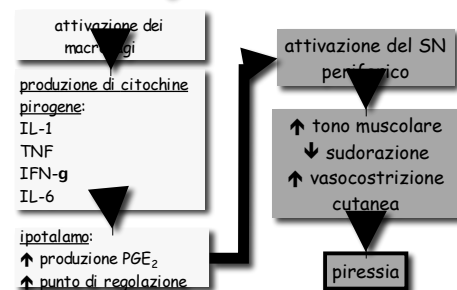 attivazione dei
macrofagi
produzione di citochine
pirogene:
IL-1
TNF
IFN-g
IL-6
ipotalamo:
↑ produzione PGE₂
↑ punto di regolazione
attivazione del SN
periferico
↑ tono muscolare
↓ sudorazione
↑ vasocostrizione
cutanea
piressia